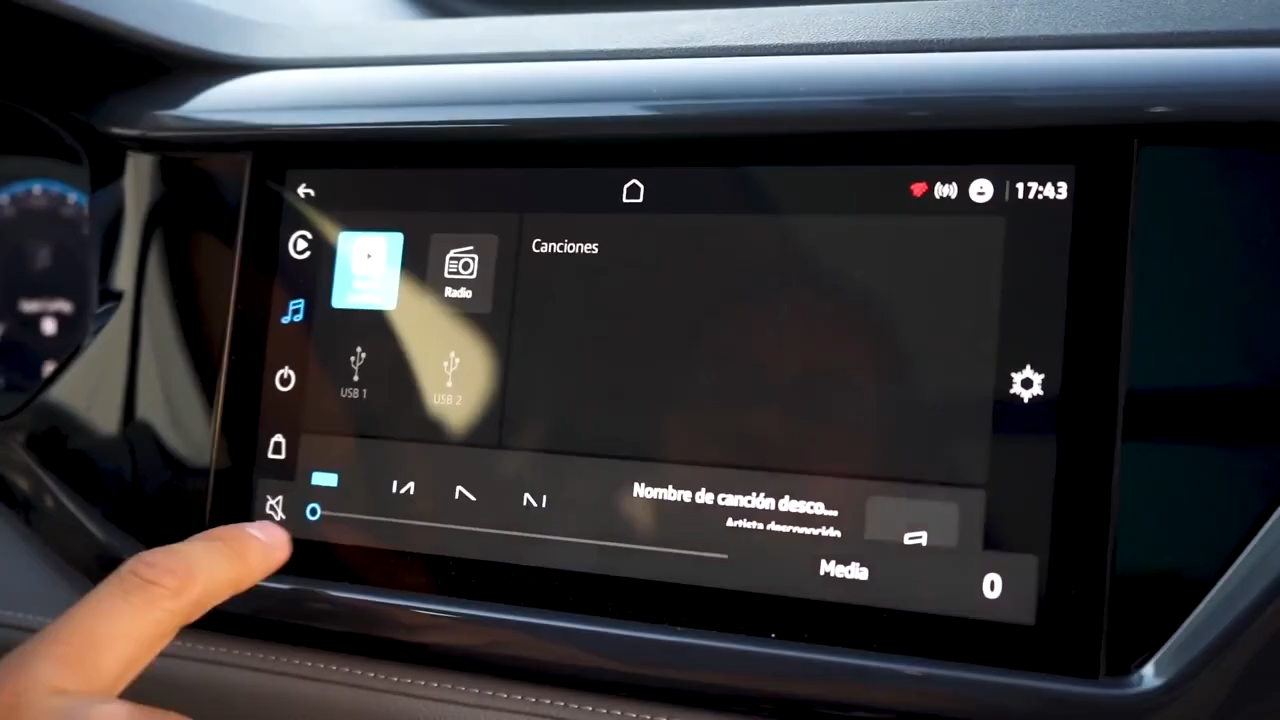 17:43
Canciones
Radio
USB 1
USB 2
Nombre de canción desco...
Artista desconocido
Media
0